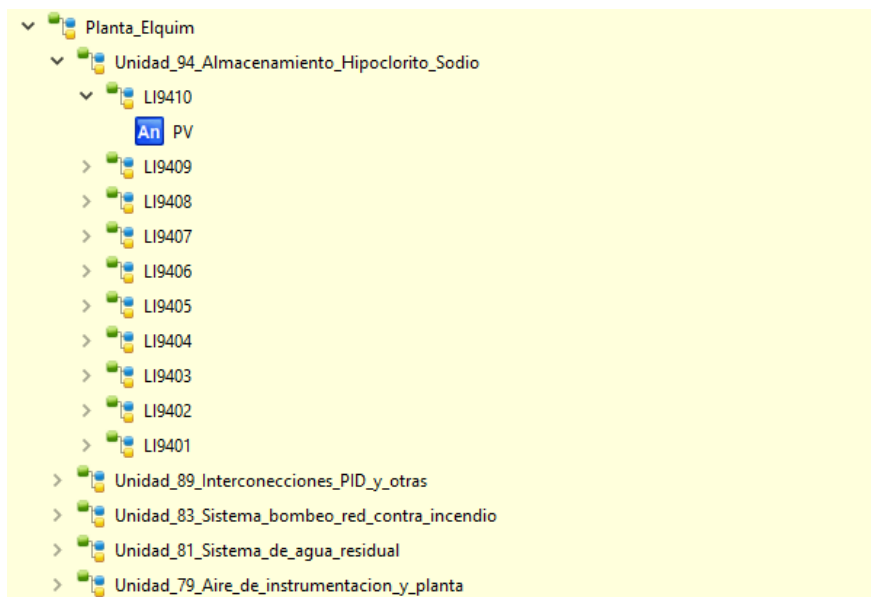 Planta_Elquim
Unidad_94_Almacenamiento_Hipoclorito_Sodio
LI9410
An PV
LI9409
LI9408
LI9407
LI9406
LI9405
LI9404
LI9403
LI9402
LI9401
Unidad_89_Interconecciones_PID_y_otras
Unidad_83_Sistema_bombeo_red_contra_incendio
Unidad_81_Sistema_de_agua_residual
Unidad_79_Aire_de_instrumentacion_y_planta